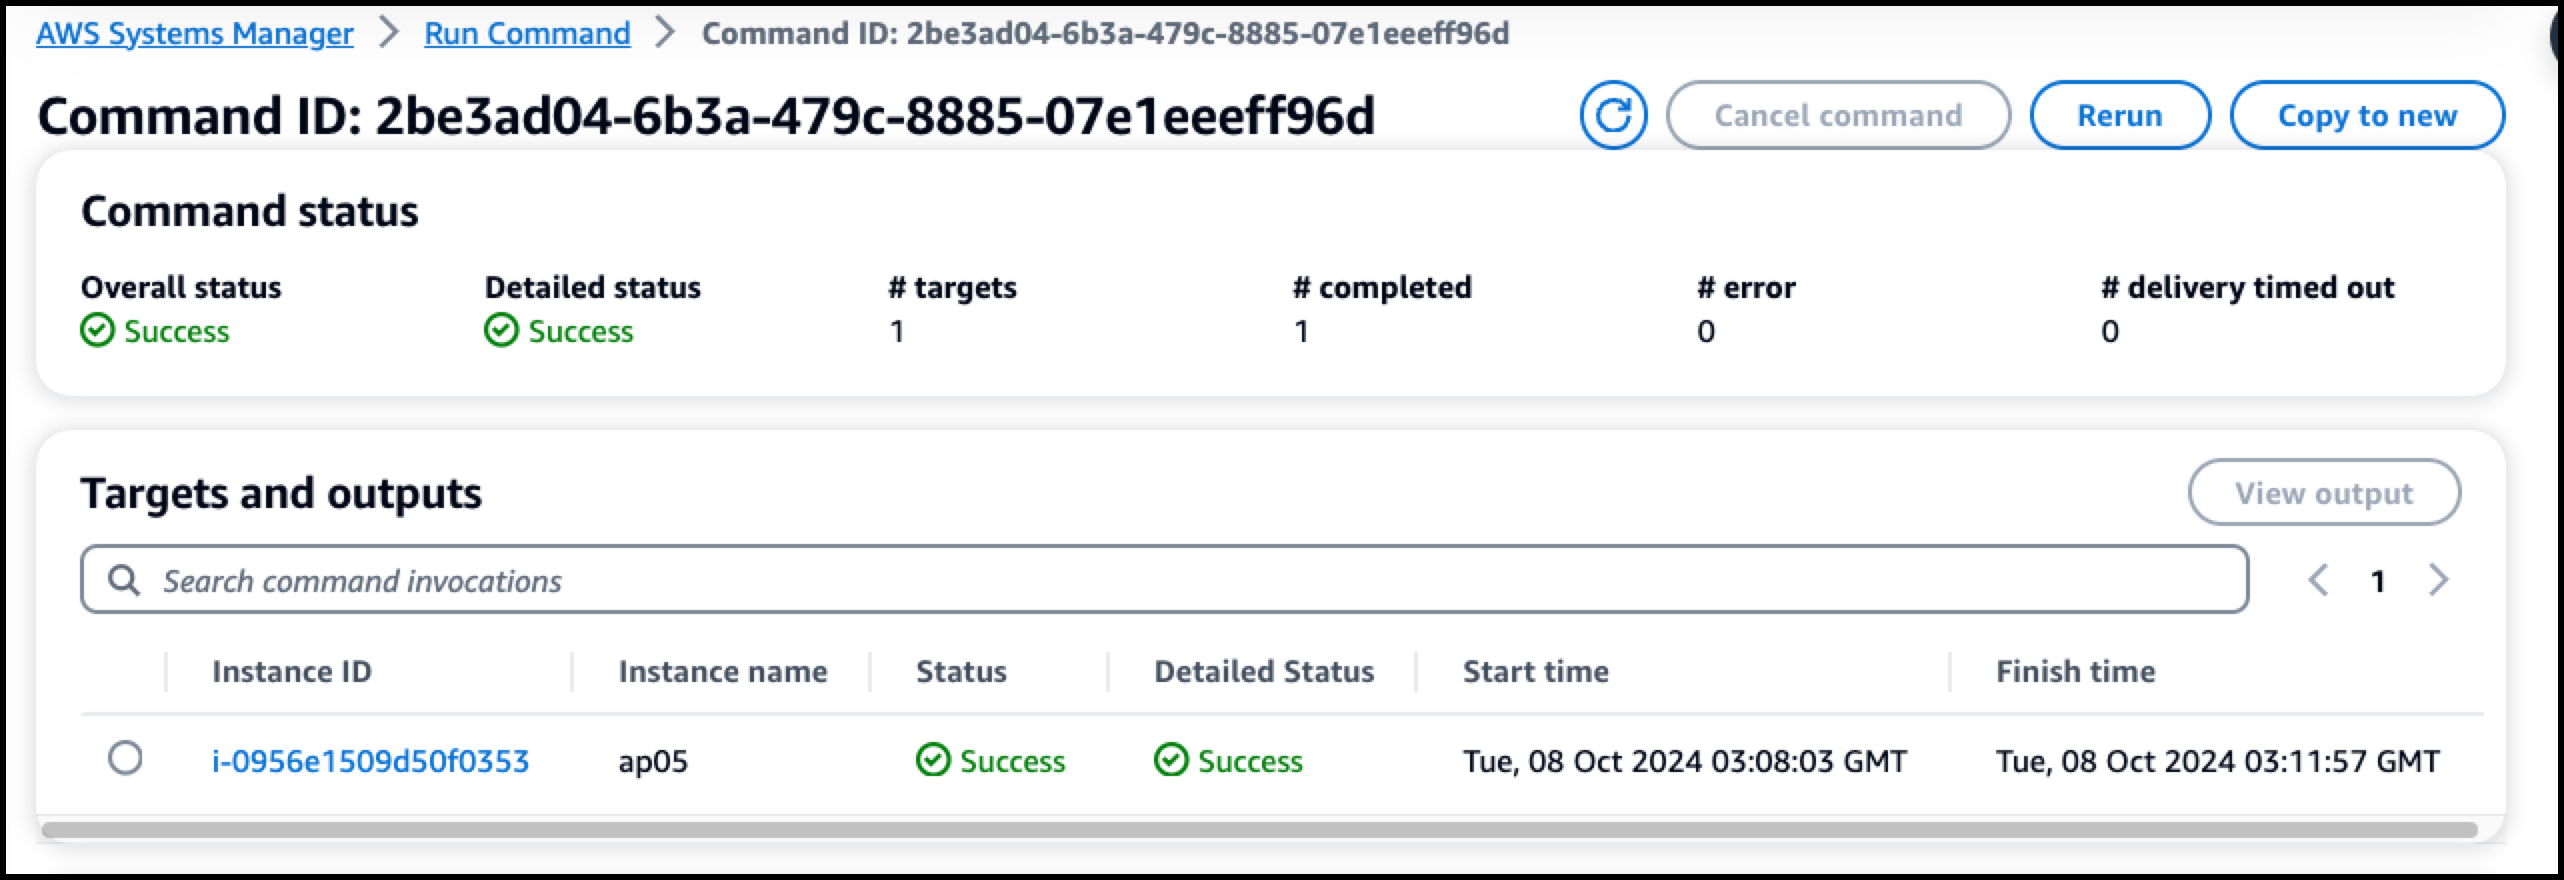 AWS Systems Manager > Run Command > Command ID: 2be3ad04-6b3a-479c-8885-07e1eeeff96d
Command ID: 2be3ad04-6b3a-479c-8885-07e1eeeff96d Cancel command Rerun Copy to new
Command status
Overall status Detailed status # targets # completed # error # delivery timed out
Success Success 1 1 0 0
Targets and outputs View output
Search command invocations 1
Instance ID Instance name Status Detailed Status Start time Finish time
i-0956e1509d50f0353 ap05 Success Success Tue, 08 Oct 2024 03:08:03 GMT Tue, 08 Oct 2024 03:11:57 GMT